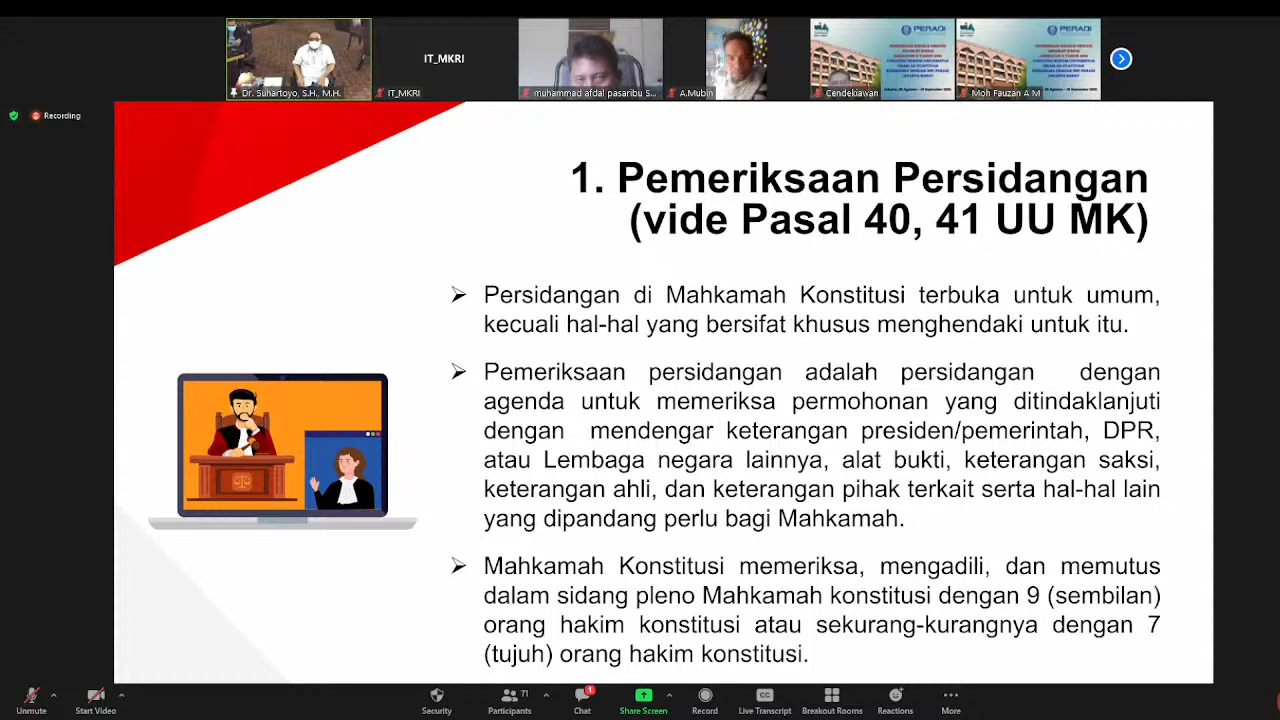 IT_MKRI
Dr. Suhartoyo, S.H., M.H.
IT_MKRI
muhammad afdal pasaribu S...
A.Mubin
PERADI
Cendekiawan
PERADI
Moh Fauzan A M
Recording
1. Pemeriksaan Persidangan
(vide Pasal 40, 41 UU MK)
➢ Persidangan di Mahkamah Konstitusi terbuka untuk umum,
kecuali hal-hal yang bersifat khusus menghendaki untuk itu.
➢ Pemeriksaan persidangan adalah persidangan dengan
agenda untuk memeriksa permohonan yang ditindaklanjuti
dengan mendengar keterangan presiden/pemerintah, DPR,
atau Lembaga negara lainnya, alat bukti, keterangan saksi,
keterangan ahli, dan keterangan pihak terkait serta hal-hal lain
yang dipandang perlu bagi Mahkamah.
➢ Mahkamah Konstitusi memeriksa, mengadili, dan memutus
dalam sidang pleno Mahkamah konstitusi dengan 9 (sembilan)
orang hakim konstitusi atau sekurang-kurangnya dengan 7
(tujuh) orang hakim konstitusi.
Unmute
Start Video
Security
Participants
71
Chat
1
Share Screen
Record
Live Transcript
Breakout Rooms
Reactions
More